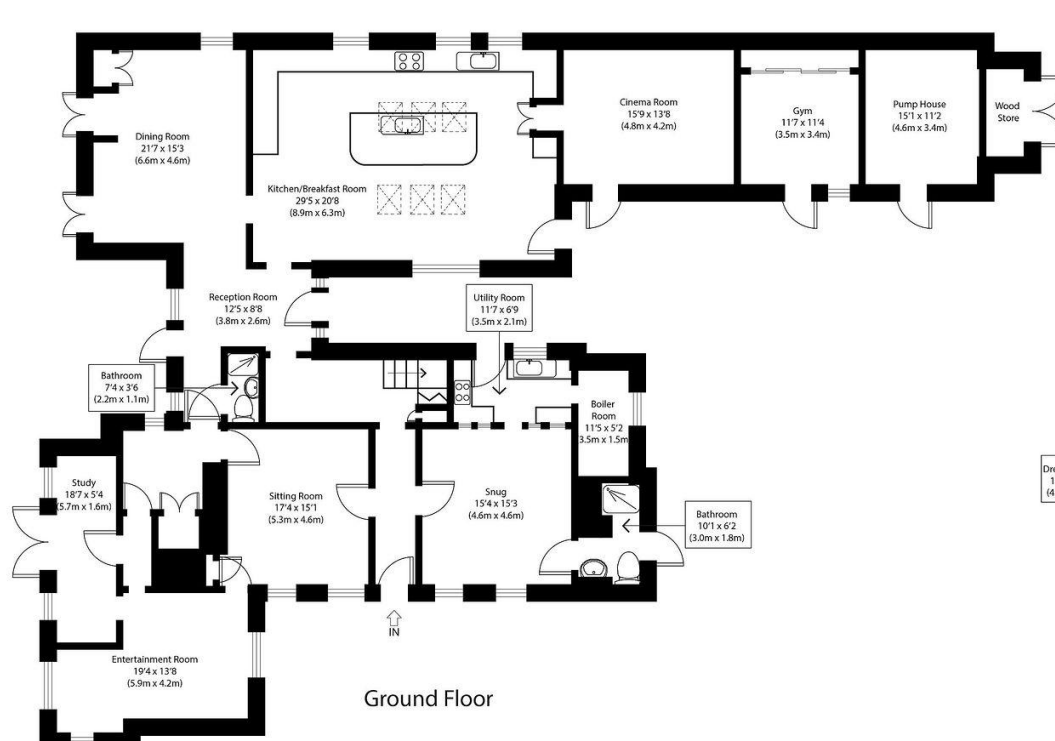 Dining Room
21'7 x 15'3
(6.6m x 4.6m)
Kitchen/Breakfast Room
29'5 x 20'8
(8.9m x 6.3m)
Cinema Room
15'9 x 13'8
(4.8m x 4.2m)
Gym
11'7 x 11'4
(3.5m x 3.4m)
Pump House
15'1 x 11'2
(4.6m x 3.4m)
Wood
Store
Reception Room
12'5 x 8'8
(3.8m x 2.6m)
Utility Room
11'7 x 6'9
(3.5m x 2.1m)
Bathroom
7'4 x 3'6
(2.2m x 1.1m)
Boiler
Room
11'5 x 5'2
3.5m x 1.5m
Study
18'7 x 5'4
(5.7m x 1.6m)
Sitting Room
17'4 x 15'1
(5.3m x 4.6m)
Snug
15'4 x 15'3
(4.6m x 4.6m)
Bathroom
10'1 x 6'2
(3.0m x 1.8m)
Dre
1
(4
IN
Entertainment Room
19'4 x 13'8
(5.9m x 4.2m)
Ground Floor